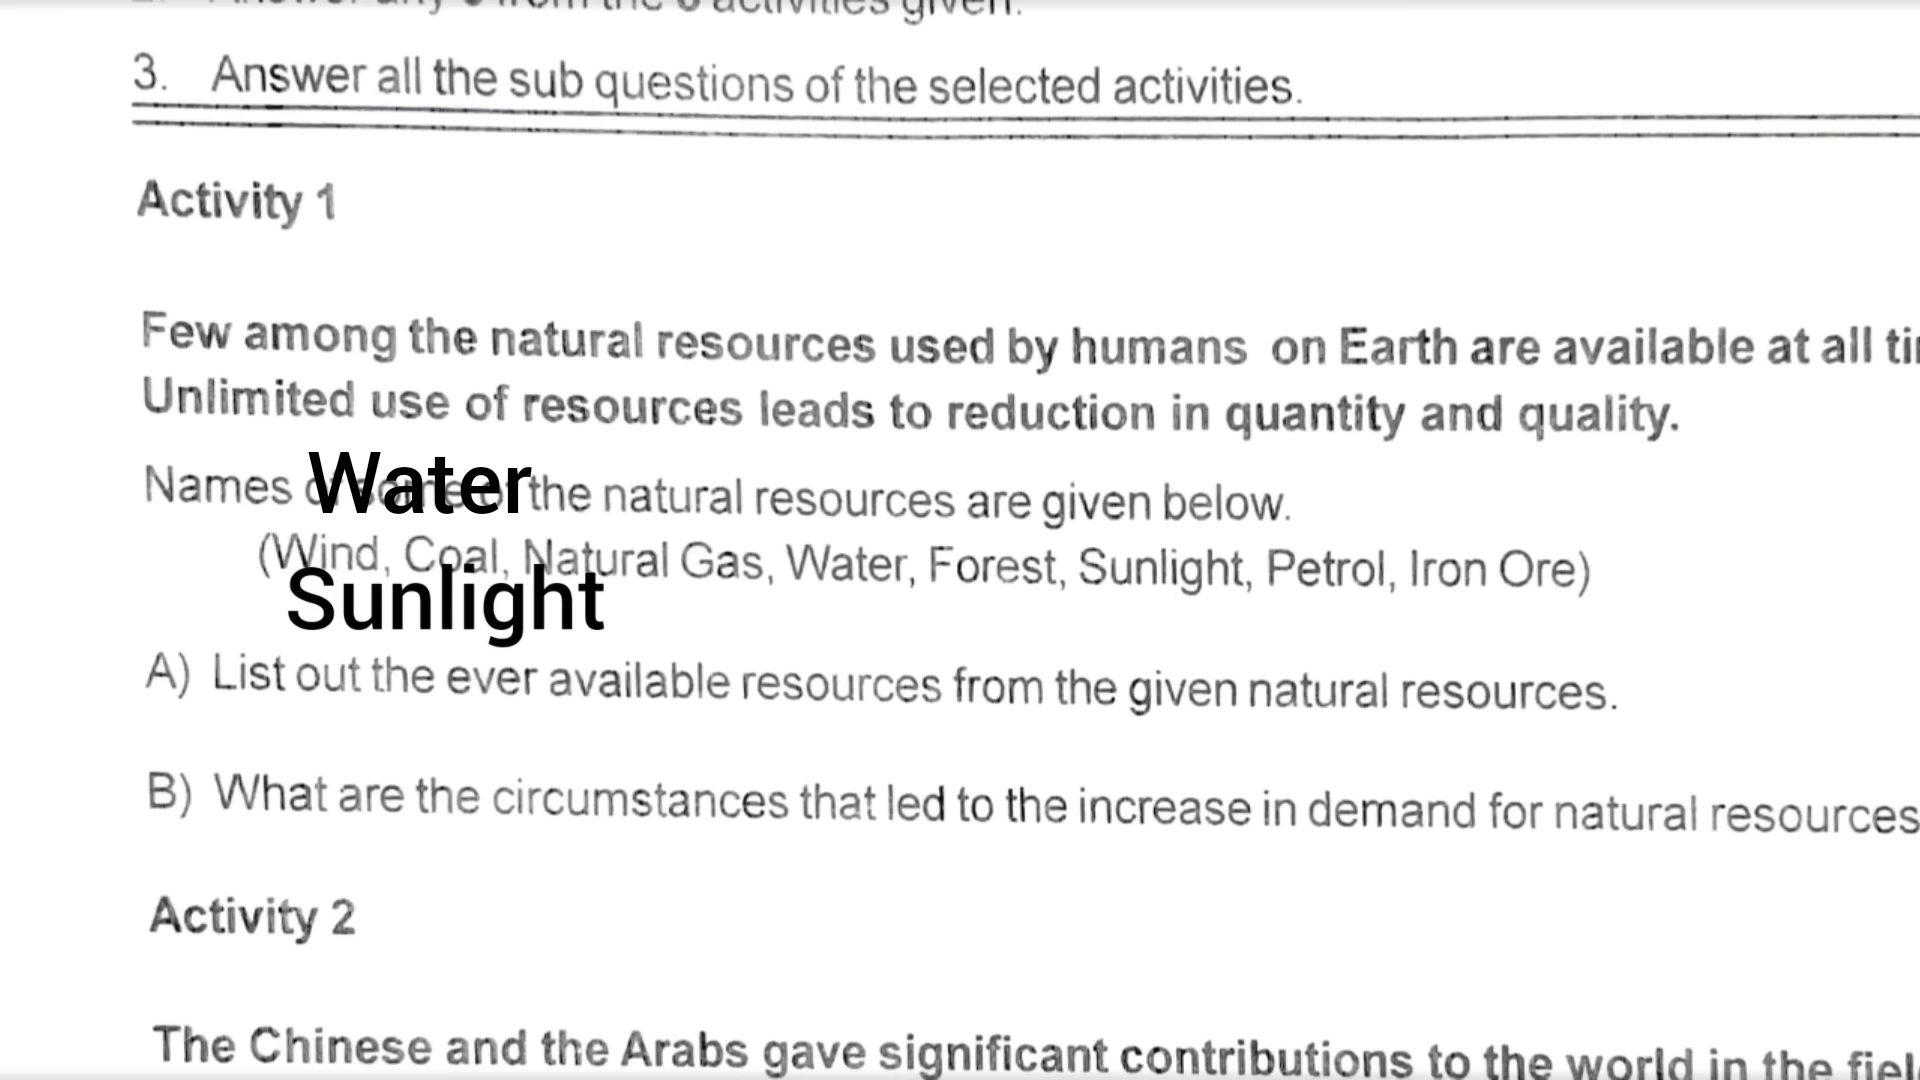 3. Answer all the sub questions of the selected activities.
Activity 1
Few among the natural resources used by humans on Earth are available at all
Unlimited use of resources leads to reduction in quantity and quality.
Names the natural resources are given below.
Water
(Wind, Coal, Natural Gas, Water, Forest, Sunlight, Petrol, Iron Ore)
Sunlight
A) List out the ever available resources from the given natural resources.
B) What are the circumstances that led to the increase in demand for natural resources
Activity 2
The Chinese and the Arabs gave significant contributions to the world in the